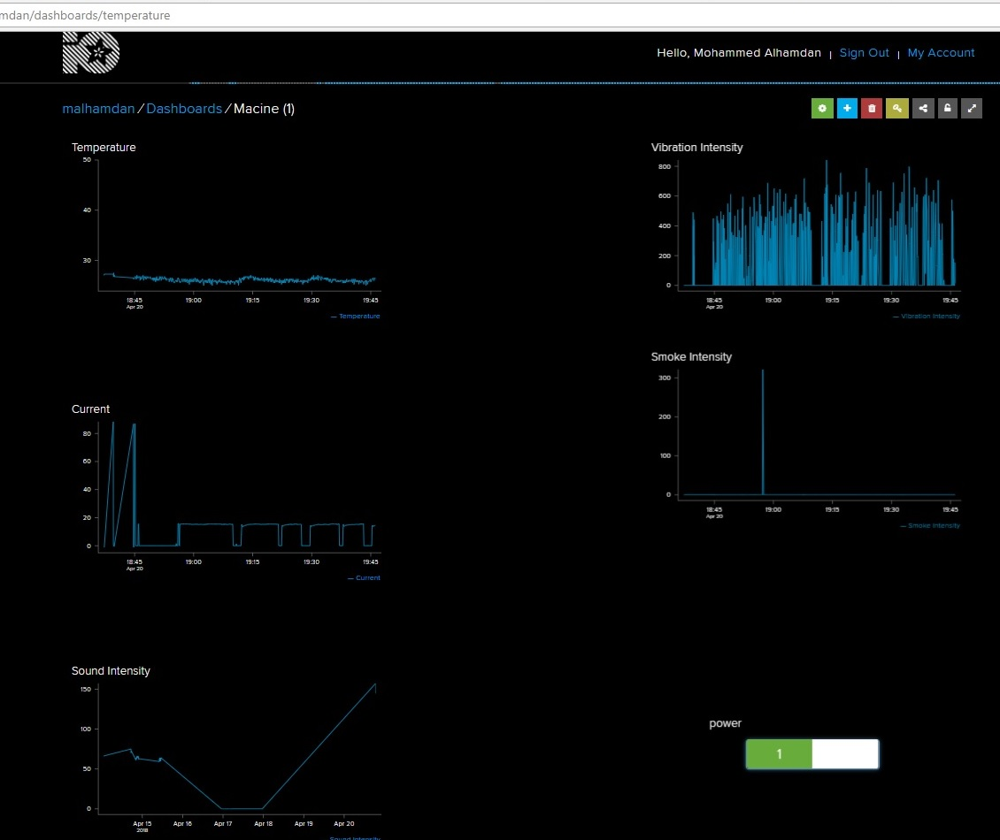 mdan/dashboards/temperature
iO
Hello, Mohammed Alhamdan | Sign Out | My Account
malhamdan / Dashboards / Macine (1)
Temperature
50
40
30
18:45 19:00 19:15 19:30 19:45
Apr 20
— Temperature
Vibration Intensity
800
600
400
200
0
18:45 19:00 19:15 19:30 19:45
Apr 20
— Vibration Intensity
Smoke Intensity
300
200
100
0
18:45 19:00 19:15 19:30 19:45
Apr 20
— Smoke Intensity
Current
80
60
40
20
0
18:45 19:00 19:15 19:30 19:45
Apr 20
— Current
Sound Intensity
150
100
50
0
Apr 15 Apr 16 Apr 17 Apr 18 Apr 19 Apr 20
2018
Sound Intensity
power
1